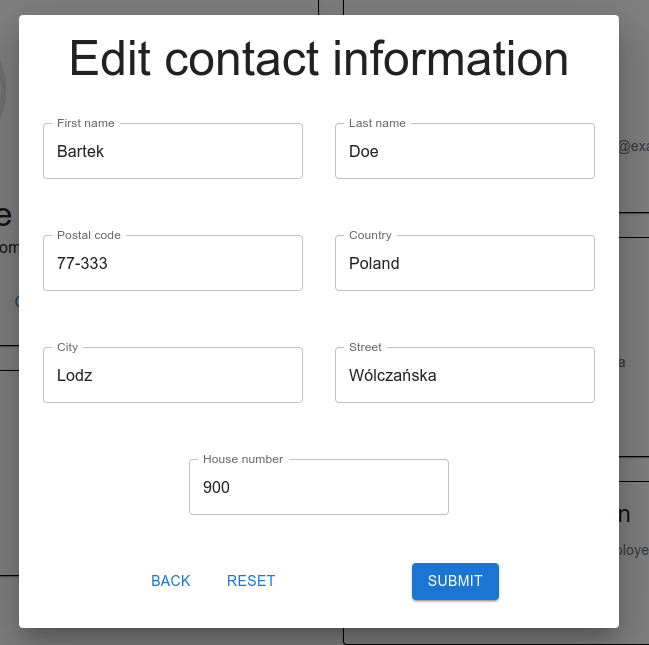 Edit contact information
First name
Last name
Bartek
Doe
@exa
Postal code
Country
77-333
Poland
City
Street
Lodz
Wólczańska
House number
900
BACK
RESET
SUBMIT